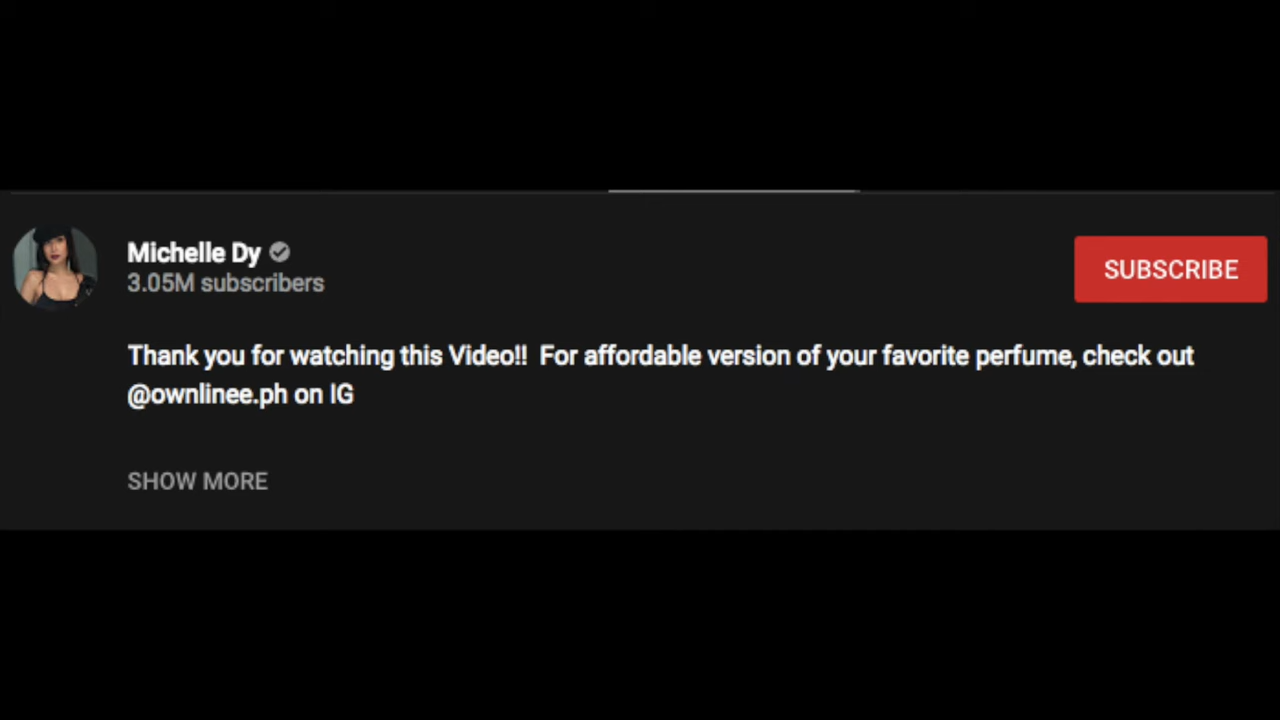 Michelle Dy
3.05M subscribers
SUBSCRIBE
Thank you for watching this Video!!  For affordable version of your favorite perfume, check out
@ownlinee.ph on IG
SHOW MORE